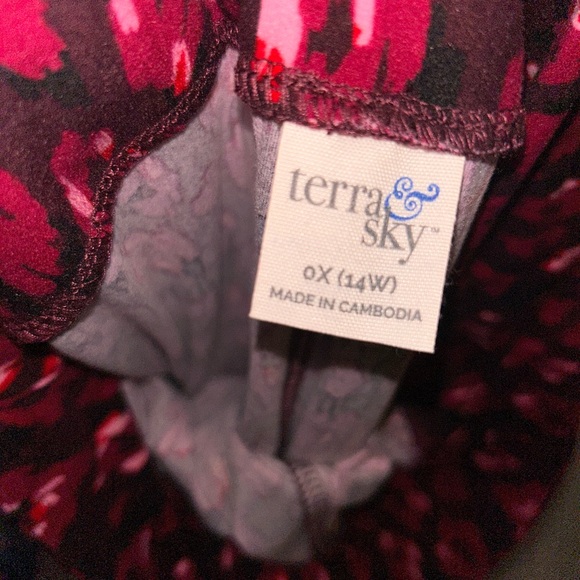 terra &
sky™
0X (14W)
MADE IN CAMBODIA